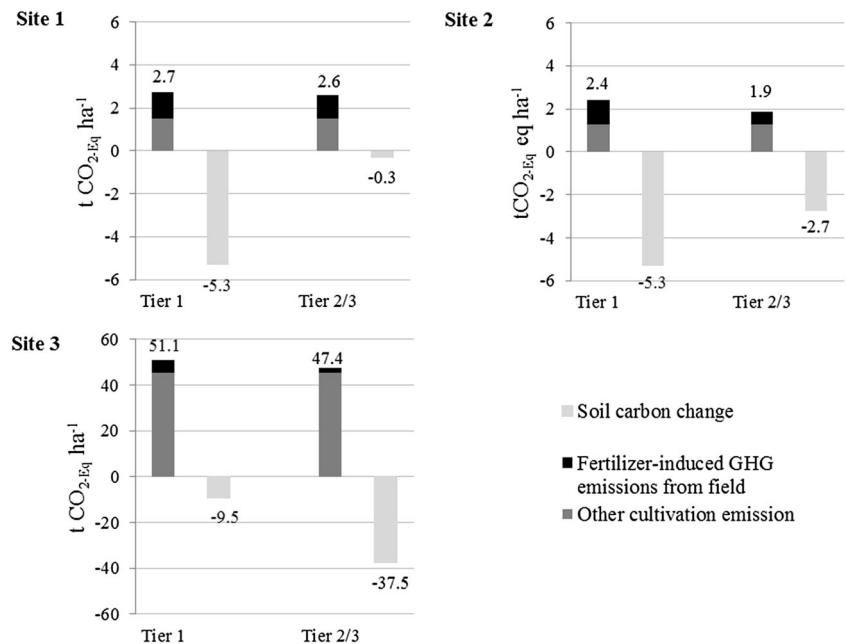 Site 1
t CO2-Eq ha-1
6
4
2
0
-2
-4
-6
2.7
2.6
-0.3
-5.3
Tier 1 Tier 2/3
Site 2
tCO2-Eq eq ha-1
6
4
2
0
-2
-4
-6
2.4
1.9
-2.7
-5.3
Tier 1 Tier 2/3
Site 3
t CO2-Eq ha-1
60
40
20
0
-20
-40
-60
51.1
47.4
-9.5
-37.5
Tier 1 Tier 2/3
Soil carbon change
Fertilizer-induced GHG
emissions from field
Other cultivation emission